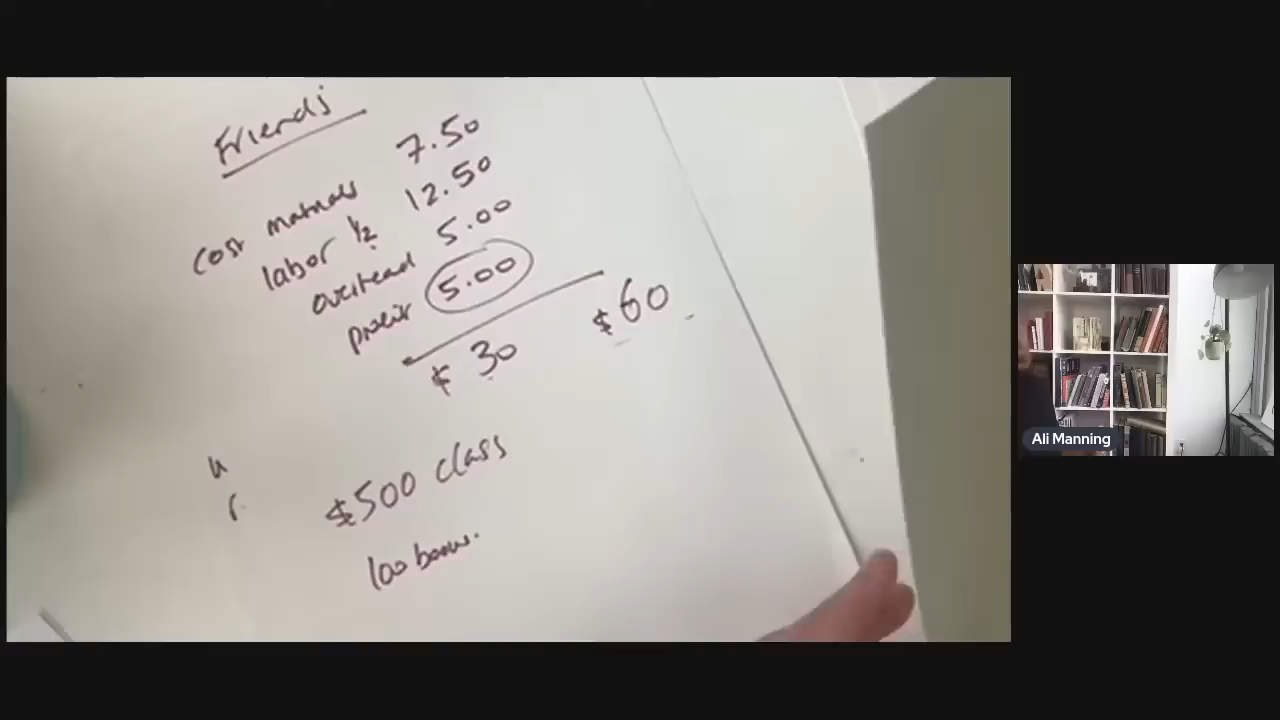 Friends
cost materials 7.50
labor 1/2 12.50
overhead 5.00
profit 5.00
$ 30 $60
$500 class
100
Ali Manning